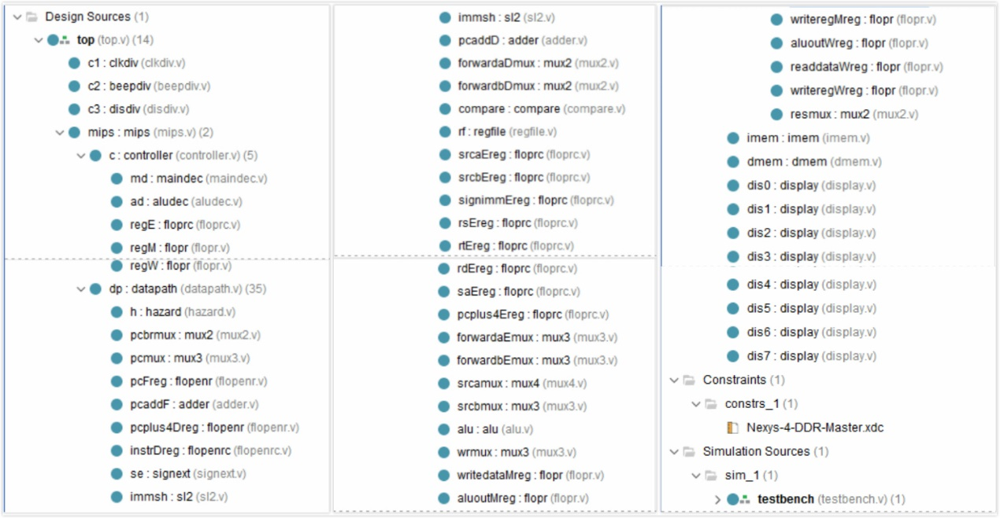 Design Sources (1)
top (top.v) (14)
c1 : clkdiv (clkdiv.v)
c2 : beepdiv (beepdiv.v)
c3 : disdiv (disdiv.v)
mips : mips (mips.v) (2)
c : controller (controller.v) (5)
md : maindec (maindec.v)
ad : aludec (aludec.v)
regE : floprc (floprc.v)
regM : flopr (flopr.v)
regW : flopr (flopr.v)
dp : datapath (datapath.v) (35)
h : hazard (hazard.v)
pcbrmux : mux2 (mux2.v)
pcmux : mux3 (mux3.v)
pcFreg : flopenr (flopenr.v)
pcaddF : adder (adder.v)
pcplus4Dreg : flopenr (flopenr.v)
instrDreg : flopenrc (flopenrc.v)
se : signext (signext.v)
immsh : sl2 (sl2.v)
immsh : sl2 (sl2.v)
pcaddD : adder (adder.v)
forwardaDmux : mux2 (mux2.v)
forwardbDmux : mux2 (mux2.v)
compare : compare (compare.v)
rf : regfile (regfile.v)
srcaEreg : floprc (floprc.v)
srcbEreg : floprc (floprc.v)
signimmEreg : floprc (floprc.v)
rsEreg : floprc (floprc.v)
rtEreg : floprc (floprc.v)
rdEreg : floprc (floprc.v)
saEreg : floprc (floprc.v)
pcplus4Ereg : floprc (floprc.v)
forwardaEmux : mux3 (mux3.v)
forwardbEmux : mux3 (mux3.v)
srcamux : mux4 (mux4.v)
srcbmux : mux3 (mux3.v)
alu : alu (alu.v)
wrmux : mux3 (mux3.v)
writedataMreg : flopr (flopr.v)
aluoutMreg : flopr (flopr.v)
writeregMreg : flopr (flopr.v)
aluoutWreg : flopr (flopr.v)
readdataWreg : flopr (flopr.v)
writeregWreg : flopr (flopr.v)
resmux : mux2 (mux2.v)
imem : imem (imem.v)
dmem : dmem (dmem.v)
dis0 : display (display.v)
dis1 : display (display.v)
dis2 : display (display.v)
dis3 : display (display.v)
dis4 : display (display.v)
dis5 : display (display.v)
dis6 : display (display.v)
dis7 : display (display.v)
Constraints (1)
constrs_1 (1)
Nexys-4-DDR-Master.xdc
Simulation Sources (1)
sim_1 (1)
testbench (testbench.v) (1)